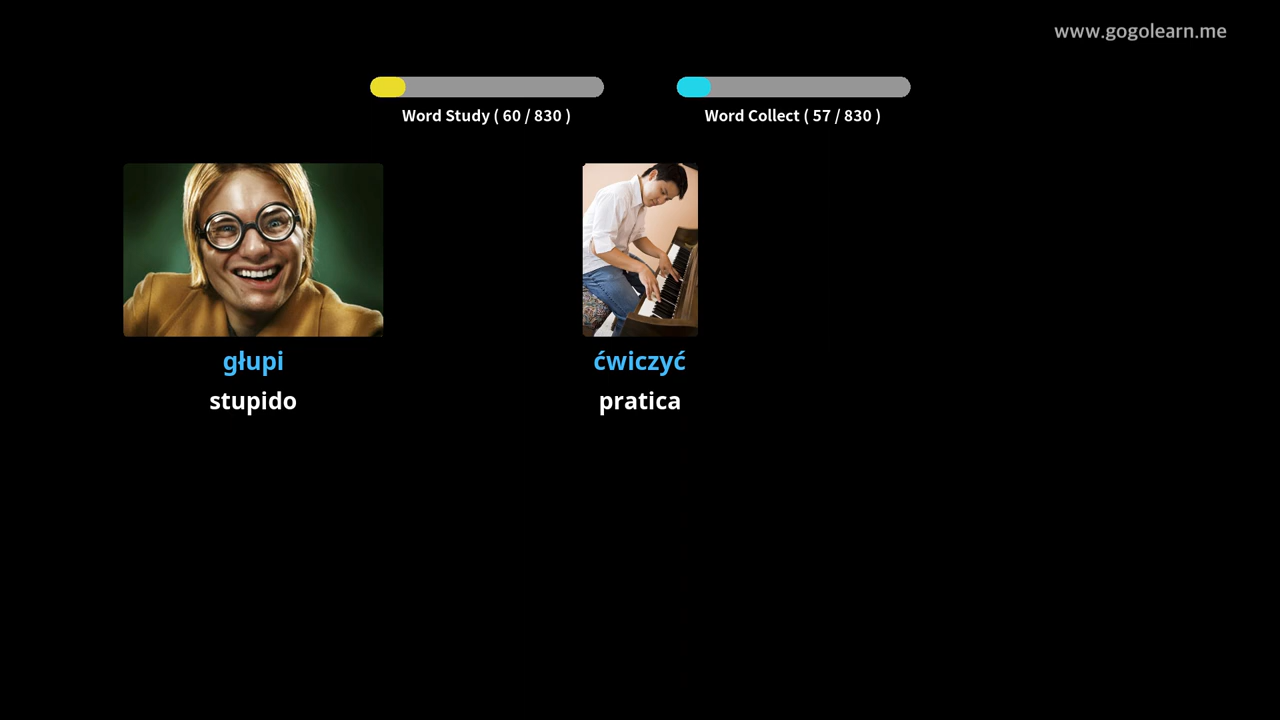 www.gogolearn.me
Word Study ( 60 / 830 )
Word Collect ( 57 / 830 )
głupi
stupido
ćwiczyć
pratica